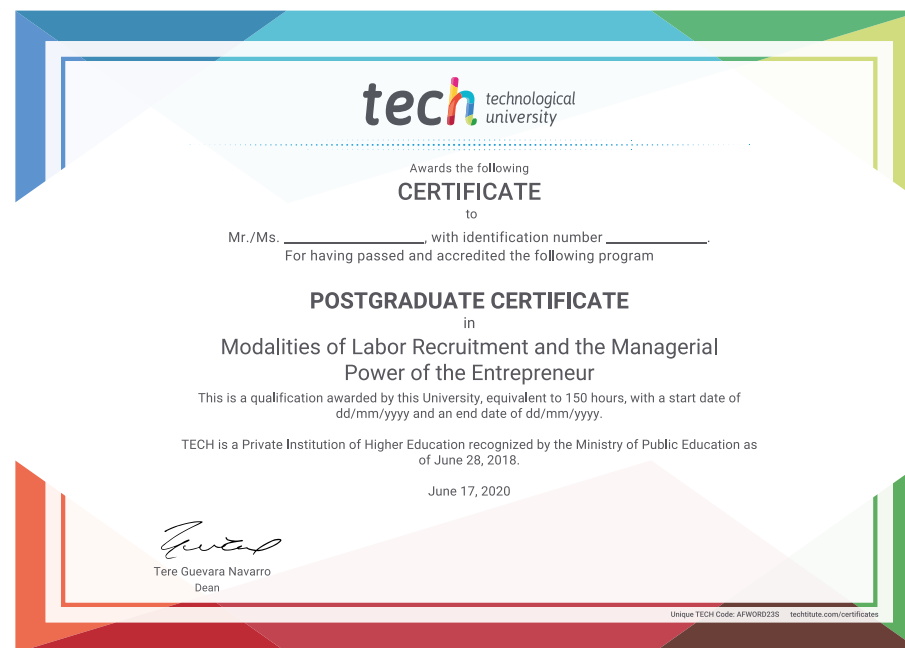 tech technological
university
Awards the following
CERTIFICATE
to
Mr./Ms. ________________, with identification number ____________.
For having passed and accredited the following program
POSTGRADUATE CERTIFICATE
in
Modalities of Labor Recruitment and the Managerial
Power of the Entrepreneur
This is a qualification awarded by this University, equivalent to 150 hours, with a start date of
dd/mm/yyyy and an end date of dd/mm/yyyy.
TECH is a Private Institution of Higher Education recognized by the Ministry of Public Education as
of June 28, 2018.
June 17, 2020
Tere Guevara Navarro
Dean
Unique TECH Code: AFWORD23S techtitute.com/certificates